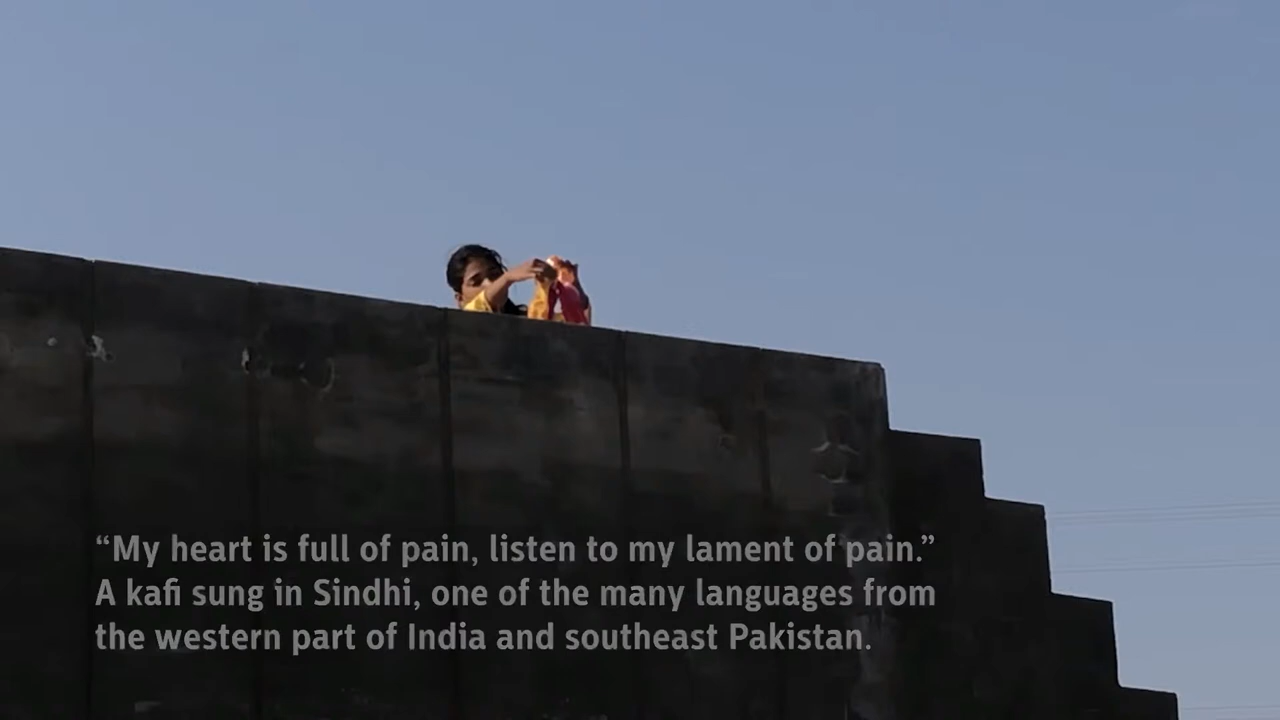 “My heart is full of pain, listen to my lament of pain.”
A kafi sung in Sindhi, one of the many languages from
the western part of India and southeast Pakistan.